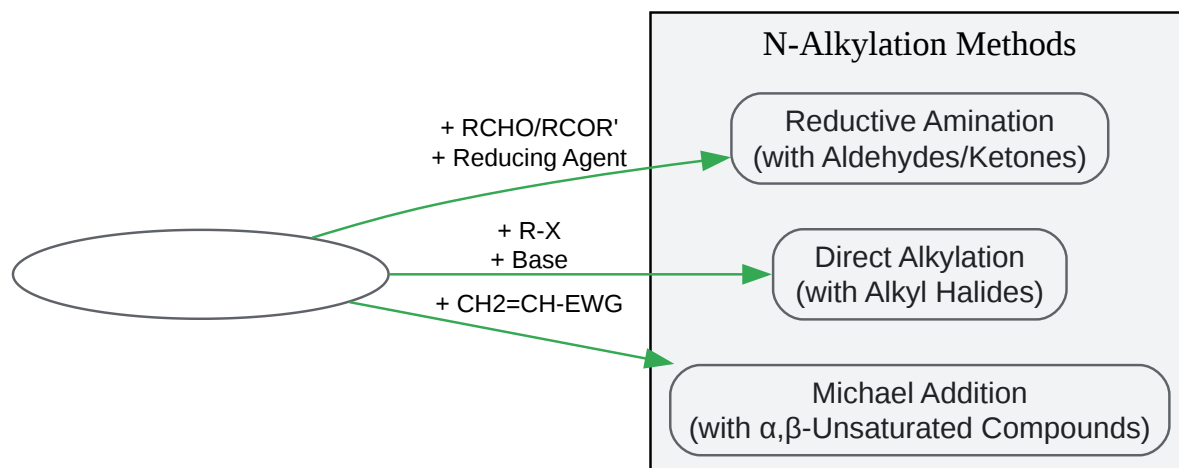 N-Alkylation Methods
+ RCHO/RCOR'
+ Reducing Agent
Reductive Amination
(with Aldehydes/Ketones)
+ R-X
+ Base
Direct Alkylation
(with Alkyl Halides)
+ CH2=CH-EWG
Michael Addition
(with α,β-Unsaturated Compounds)